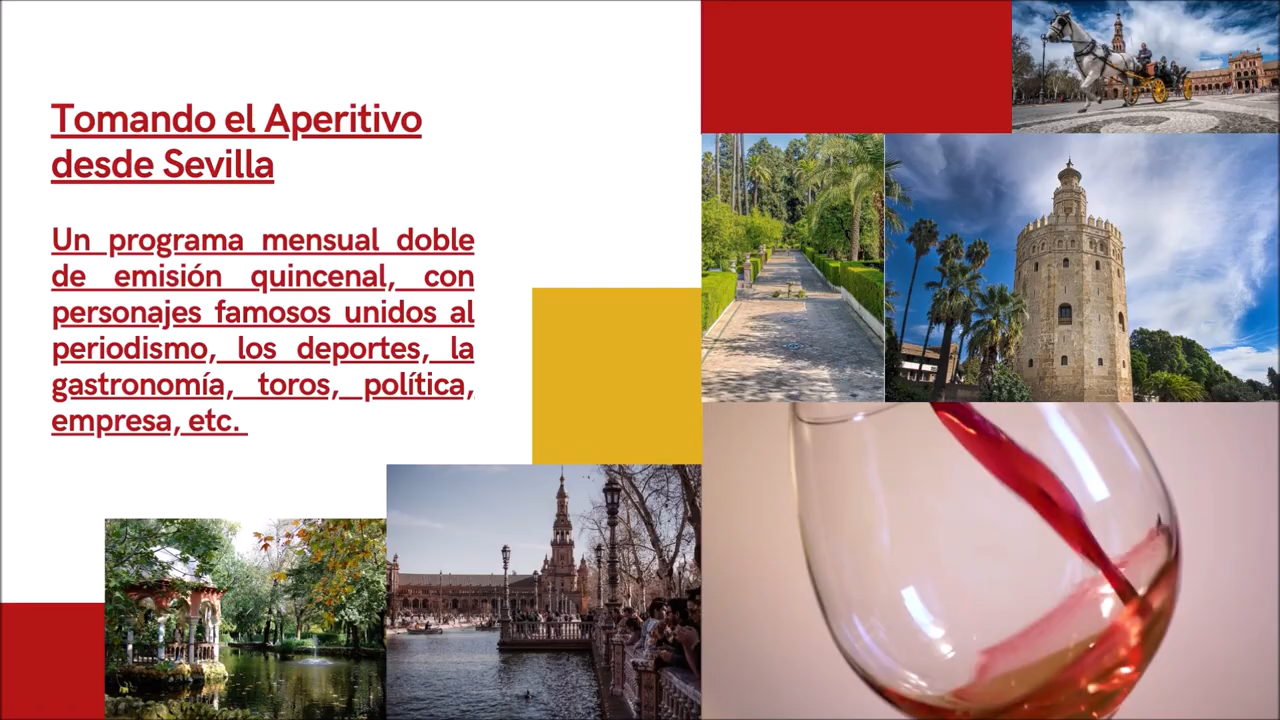 Tomando el Aperitivo
desde Sevilla
Un programa mensual doble
de emisión quincenal, con
personajes famosos unidos al
periodismo, los deportes, la
gastronomía, toros, política,
empresa, etc.